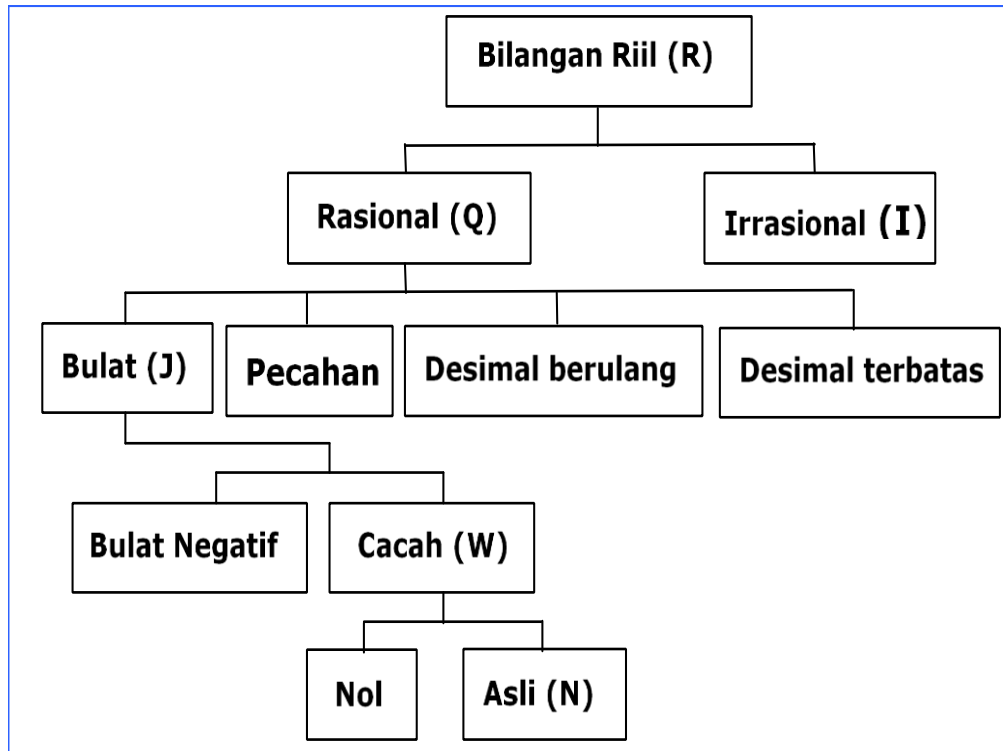 Bilangan Riil (R)
Rasional (Q)
Irrasional (I)
Bulat (J)
Pecahan
Desimal berulang
Desimal terbatas
Bulat Negatif
Cacah (W)
Nol
Asli (N)